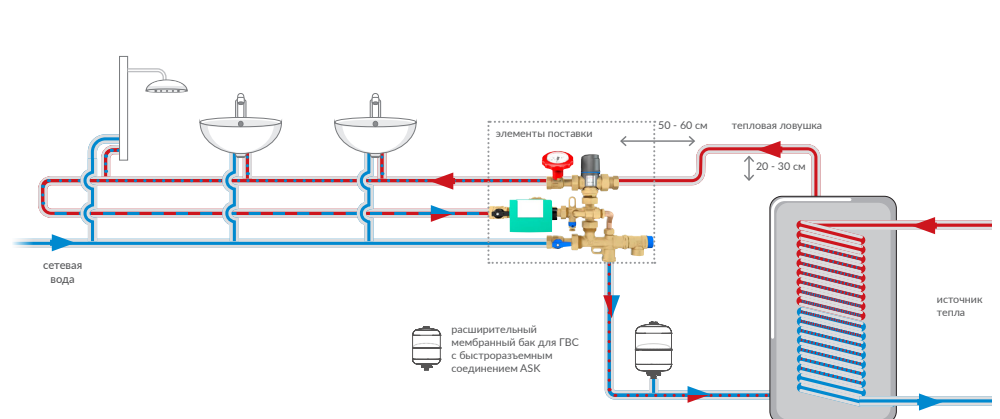 элементы поставки
50 - 60 см
тепловая ловушка
20 - 30 см
сетевая
вода
источник
тепла
расширительный
мембранный бак для ГВС
с быстроразъемным
соединением ASK